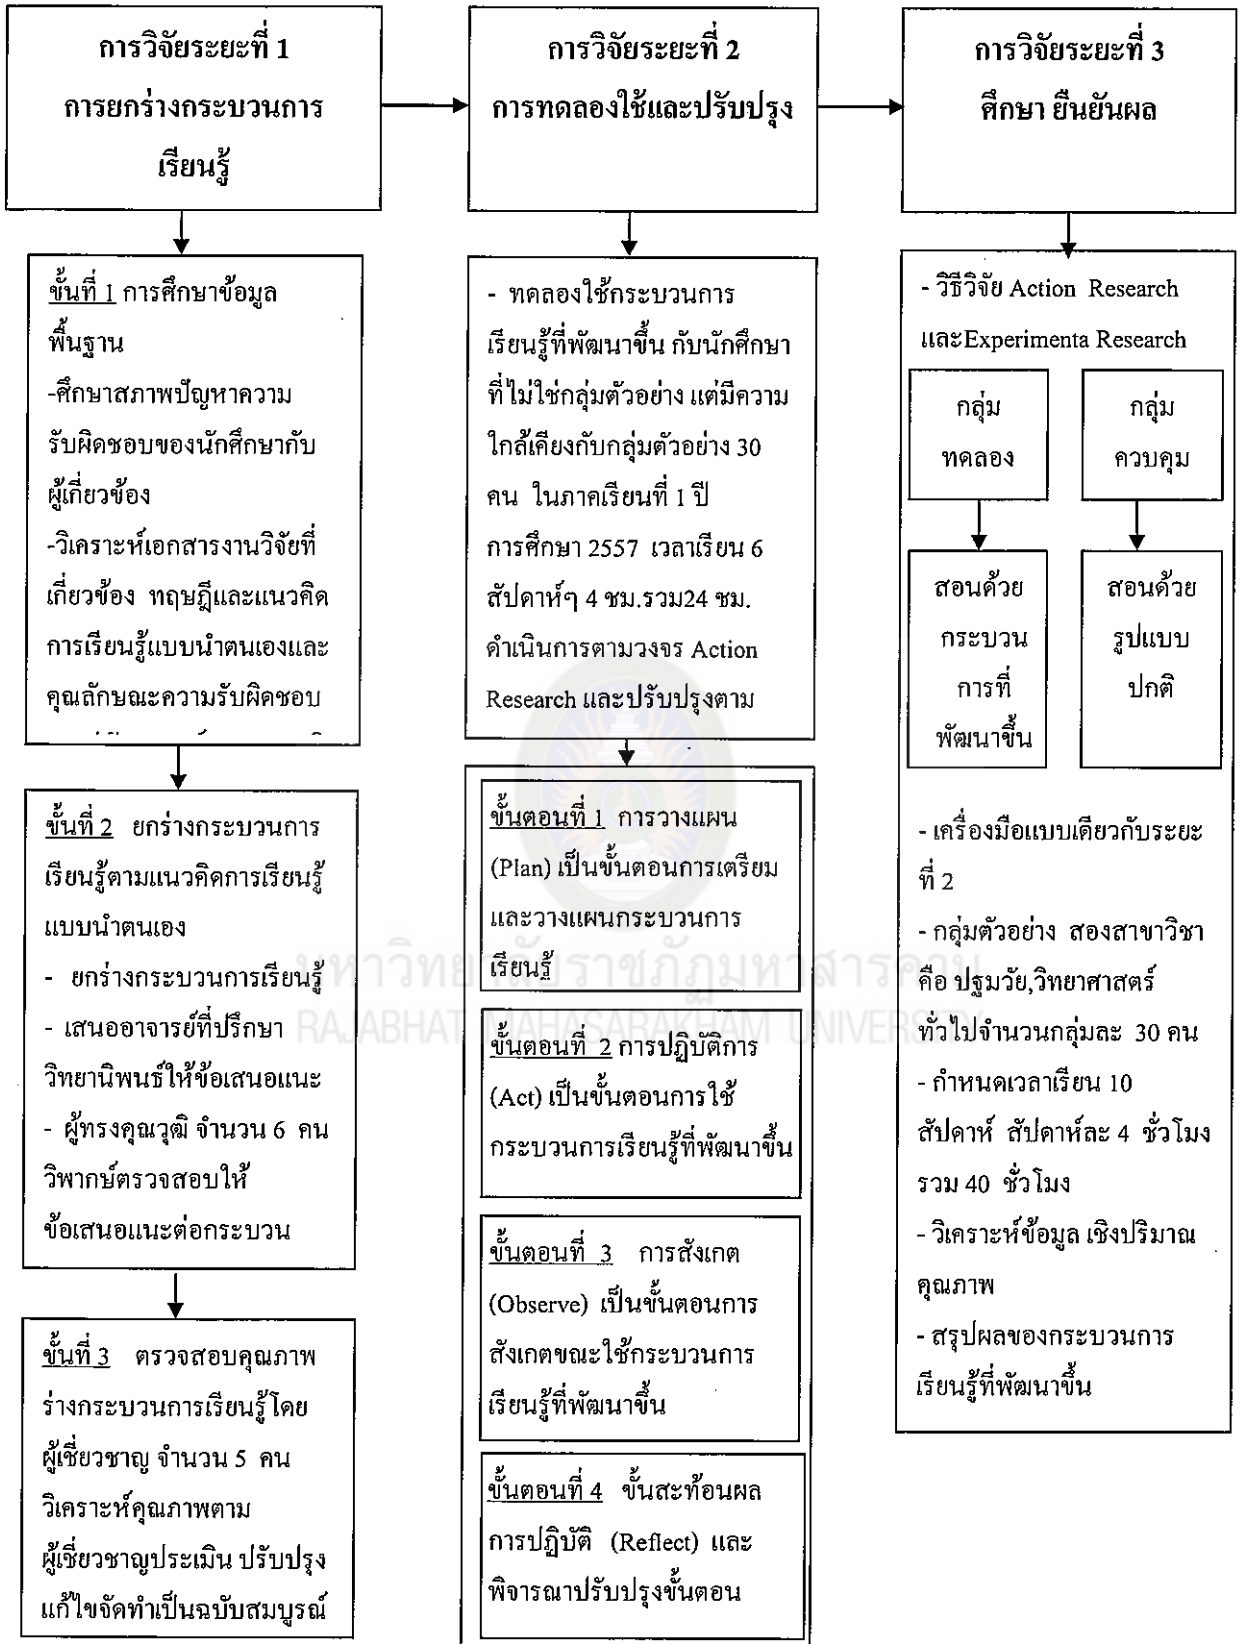 การวิจัยระยะที่ 1
การยกร่างกระบวนการ
เรียนรู้
การวิจัยระยะที่ 2
การทดลองใช้และปรับปรุง
การวิจัยระยะที่ 3
ศึกษา ยืนยันผล
ขั้นที่ 1 การศึกษาข้อมูล
พื้นฐาน
-ศึกษาสภาพปัญหาความ
รับผิดชอบของนักศึกษากับ
ผู้เกี่ยวข้อง
-วิเคราะห์เอกสารงานวิจัยที่
เกี่ยวข้อง ทฤษฎีและแนวคิด
การเรียนรู้แบบนำตนเองและ
คุณลักษณะความรับผิดชอบ
ขั้นที่ 2 ยกร่างกระบวนการ
เรียนรู้ตามแนวคิดการเรียนรู้
แบบนำตนเอง
- ยกร่างกระบวนการเรียนรู้
- เสนออาจารย์ที่ปรึกษา
วิทยานิพนธ์ให้ข้อเสนอแนะ
- ผู้ทรงคุณวุฒิ จำนวน 6 คน
วิพากษ์ตรวจสอบให้
ข้อเสนอแนะต่อกระบวน
ขั้นที่ 3 ตรวจสอบคุณภาพ
ร่างกระบวนการเรียนรู้โดย
ผู้เชี่ยวชาญ จำนวน 5 คน
วิเคราะห์คุณภาพตาม
ผู้เชี่ยวชาญประเมิน ปรับปรุง
แก้ไขจัดทำเป็นฉบับสมบูรณ์
- ทดลองใช้กระบวนการ
เรียนรู้ที่พัฒนาขึ้น กับนักศึกษา
ที่ไม่ใช่กลุ่มตัวอย่าง แต่มีความ
ใกล้เคียงกับกลุ่มตัวอย่าง 30
คน ในภาคเรียนที่ 1 ปี
การศึกษา 2557 เวลาเรียน 6
สัปดาห์ๆ 4 ชม.รวม24 ชม.
ดำเนินการตามวงจร Action
Research และปรับปรุงตาม
ขั้นตอนที่ 1 การวางแผน
(Plan) เป็นขั้นตอนการเตรียม
และวางแผนกระบวนการ
เรียนรู้
ขั้นตอนที่ 2 การปฏิบัติการ
(Act) เป็นขั้นตอนการใช้
กระบวนการเรียนรู้ที่พัฒนาขึ้น
ขั้นตอนที่ 3 การสังเกต
(Observe) เป็นขั้นตอนการ
สังเกตขณะใช้กระบวนการ
เรียนรู้ที่พัฒนาขึ้น
ขั้นตอนที่ 4 ขั้นสะท้อนผล
การปฏิบัติ (Reflect) และ
พิจารณาปรับปรุงขั้นตอน
- วิธีวิจัย Action Research
และExperimenta Research
กลุ่ม
ทดลอง
กลุ่ม
ควบคุม
สอนด้วย
กระบวน
การที่
พัฒนาขึ้น
สอนด้วย
รูปแบบ
ปกติ
- เครื่องมือแบบเดียวกับระยะ
ที่ 2
- กลุ่มตัวอย่าง สองสาขาวิชา
คือ ปฐมวัย,วิทยาศาสตร์
ทั่วไปจำนวนกลุ่มละ 30 คน
- กำหนดเวลาเรียน 10
สัปดาห์ สัปดาห์ละ 4 ชั่วโมง
รวม 40 ชั่วโมง
- วิเคราะห์ข้อมูล เชิงปริมาณ
คุณภาพ
- สรุปผลของกระบวนการ
เรียนรู้ที่พัฒนาขึ้น
มหาวิทยาลัยราชภัฏมหาสารคาม
RAJABHAT MAHASARAKHAM UNIVERSITY